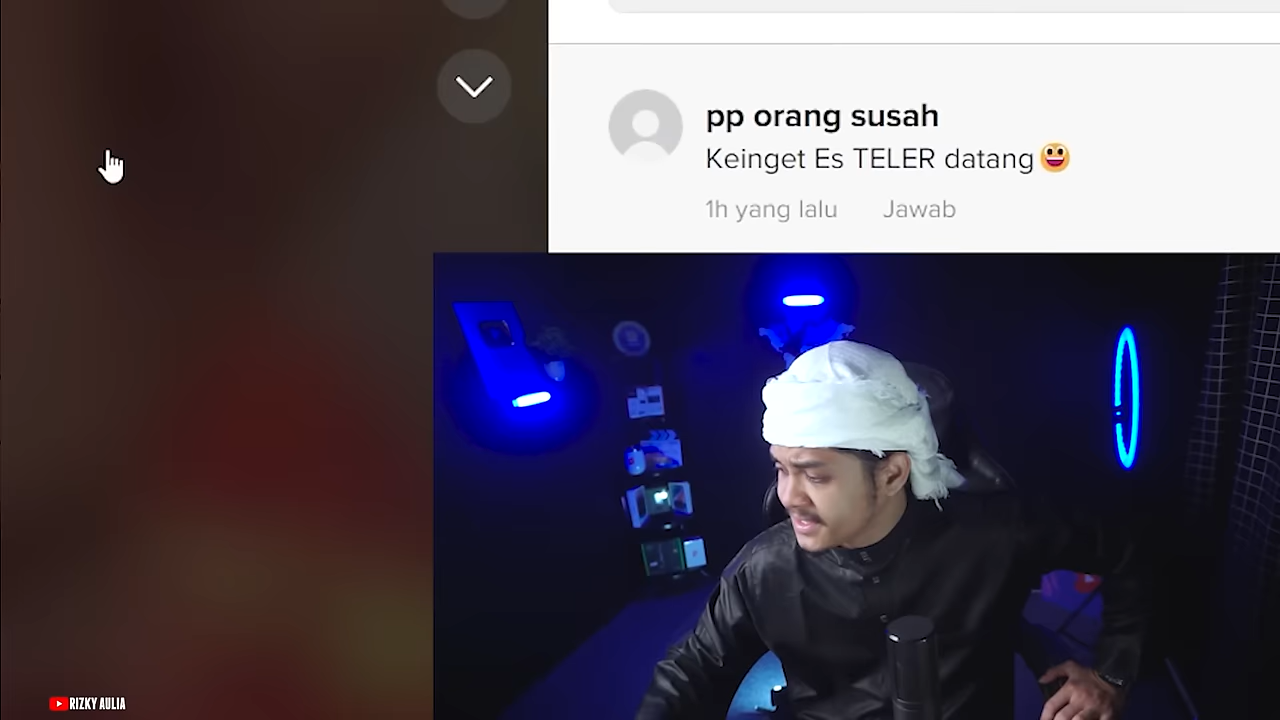 pp orang susah
Keinget Es TELER datang😃
1h yang lalu Jawab
RIZKY AULIA